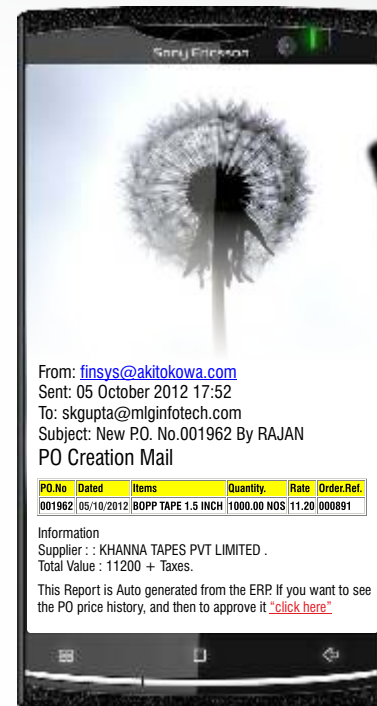 Sony Ericsson
From: finsys@akitokowa.com
Sent: 05 October 2012 17:52
To: skgupta@mlginfotech.com
Subject: New P.O. No.001962 By RAJAN
PO Creation Mail
PO.No Dated Items Quantity. Rate Order.Ref.
001962 05/10/2012 BOPP TAPE 1.5 INCH 1000.00 NOS 11.20 000891
Information
Supplier : : KHANNA TAPES PVT LIMITED .
Total Value : 11200 + Taxes.
This Report is Auto generated from the ERP. If you want to see
the PO price history, and then to approve it “click here”